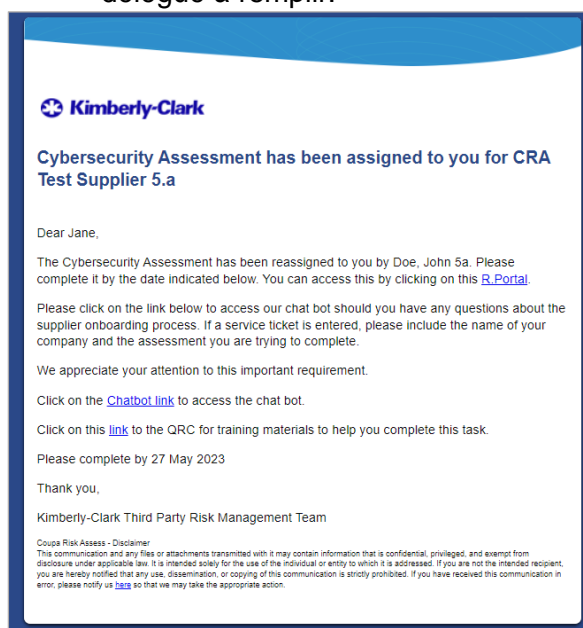 délégué à remplir.
Kimberly-Clark
Cybersecurity Assessment has been assigned to you for CRA
Test Supplier 5.a
Dear Jane,
The Cybersecurity Assessment has been reassigned to you by Doe, John 5a. Please
complete it by the date indicated below. You can access this by clicking on this R.Portal.
Please click on the link below to access our chat bot should you have any questions about the
supplier onboarding process. If a service ticket is entered, please include the name of your
company and the assessment you are trying to complete.
We appreciate your attention to this important requirement.
Click on the Chatbot link to access the chat bot.
Click on this link to the QRC for training materials to help you complete this task.
Please complete by 27 May 2023
Thank you,
Kimberly-Clark Third Party Risk Management Team
Coupa Risk Assess - Disclaimer
This communication and any files or attachments transmitted with it may contain information that is confidential, privileged, and exempt from
disclosure under applicable law. It is intended solely for the use of the individual or entity to which it is addressed. If you are not the intended recipient,
you are hereby notified that any use, dissemination, or copying of this communication is strictly prohibited. If you have received this communication in
error, please notify us here so that we may take the appropriate action.